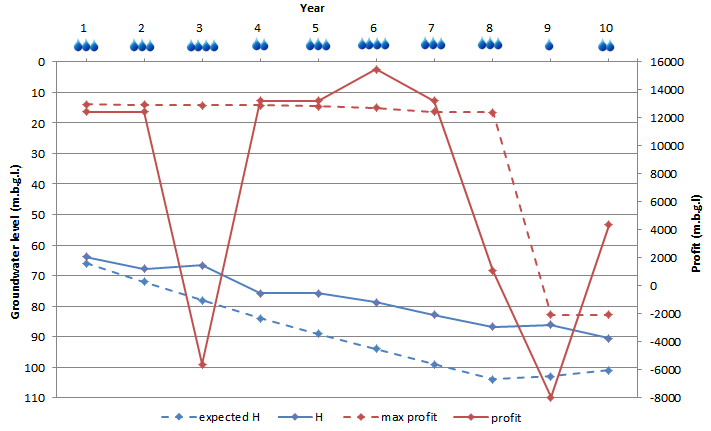 Year
1 2 3 4 5 6 7 8 9 10
0 16000
10 14000
20 12000
30 10000
40 8000
50 6000
60 4000
70 2000
80 0
90 -2000
100 -4000
110 -6000
-8000
Groundwater level (m.b.g.l)
Profit (m.b.g.l)
expected H H max profit profit